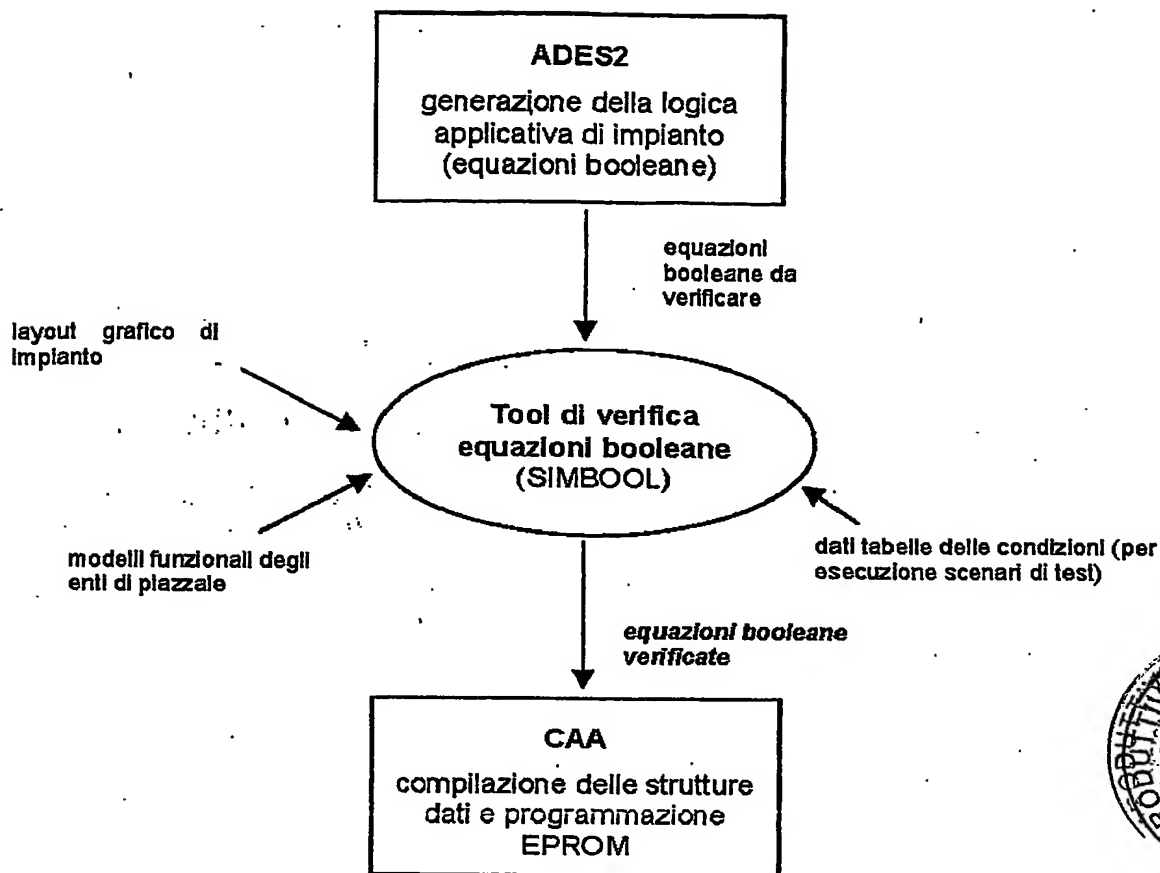 ADES2
generazione della logica
applicativa di impianto
(equazioni booleane)
equazioni
booleane da
verificare
layout grafico di
impianto
Tool di verifica
equazioni booleane
(SIMBOOL)
modelli funzionali degli
enti di piazzale
dati tabelle delle condizioni (per
esecuzione scenari di test)
equazioni booleane
verificate
CAA
compilazione delle strutture
dati e programmazione
EPROM